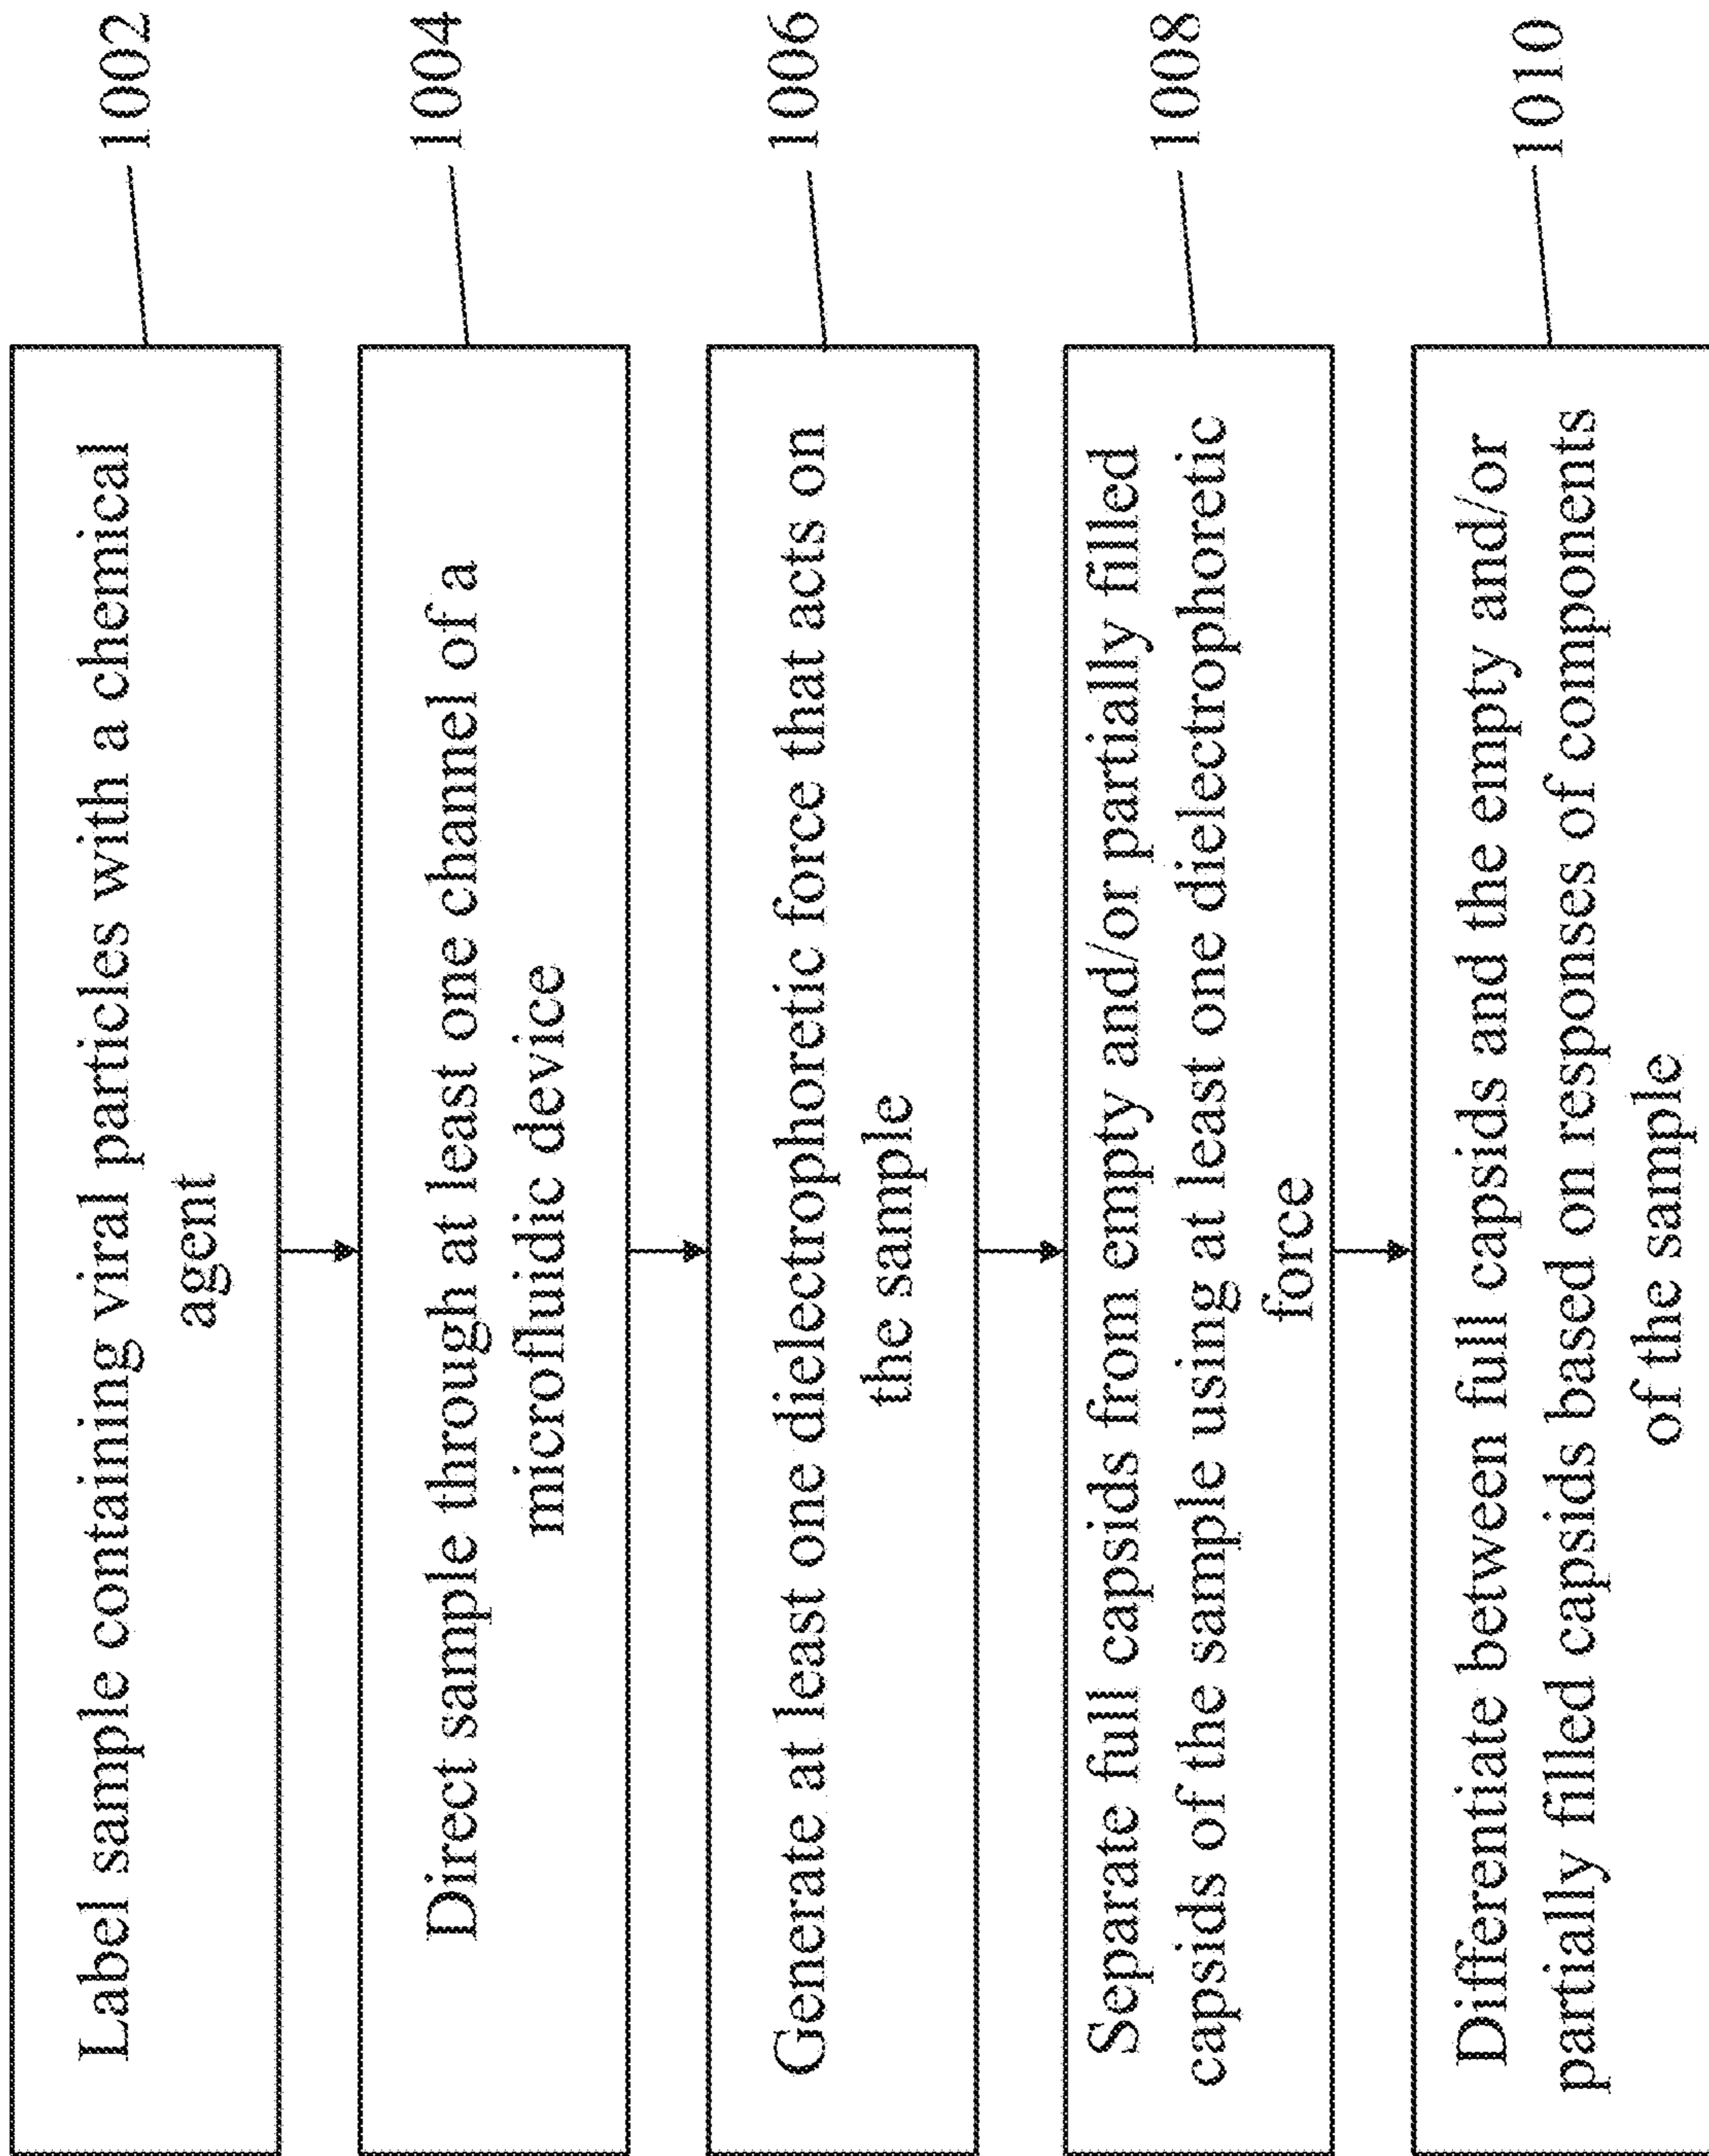 Label sample containing viral particles with a chemical
agent
1002
Direct sample through at least one channel of a
microfluidic device
1004
Generate at least one dielectrophoretic force that acts on
the sample
1006
Separate full capsids from empty and/or partially filled
capsids of the sample using at least one dielectrophoretic
force
1008
Differentiate between full capsids and the empty and/or
partially filled capsids based on responses of components
of the sample
1010